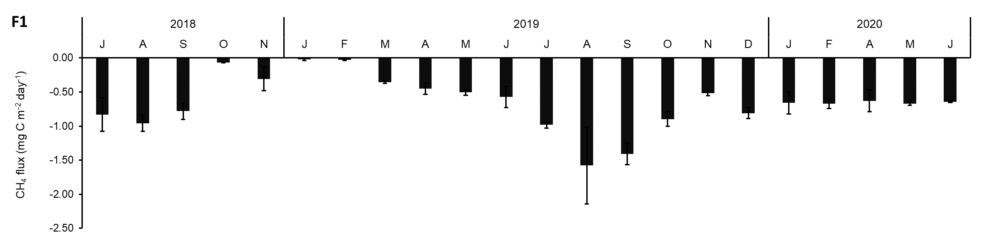 F1
2018 2019 2020
J A S O N J F M A M J J A S O N D J F A M J
0.00
-0.50
-1.00
-1.50
-2.00
-2.50
CH₄ flux (mg C m⁻² day⁻¹)